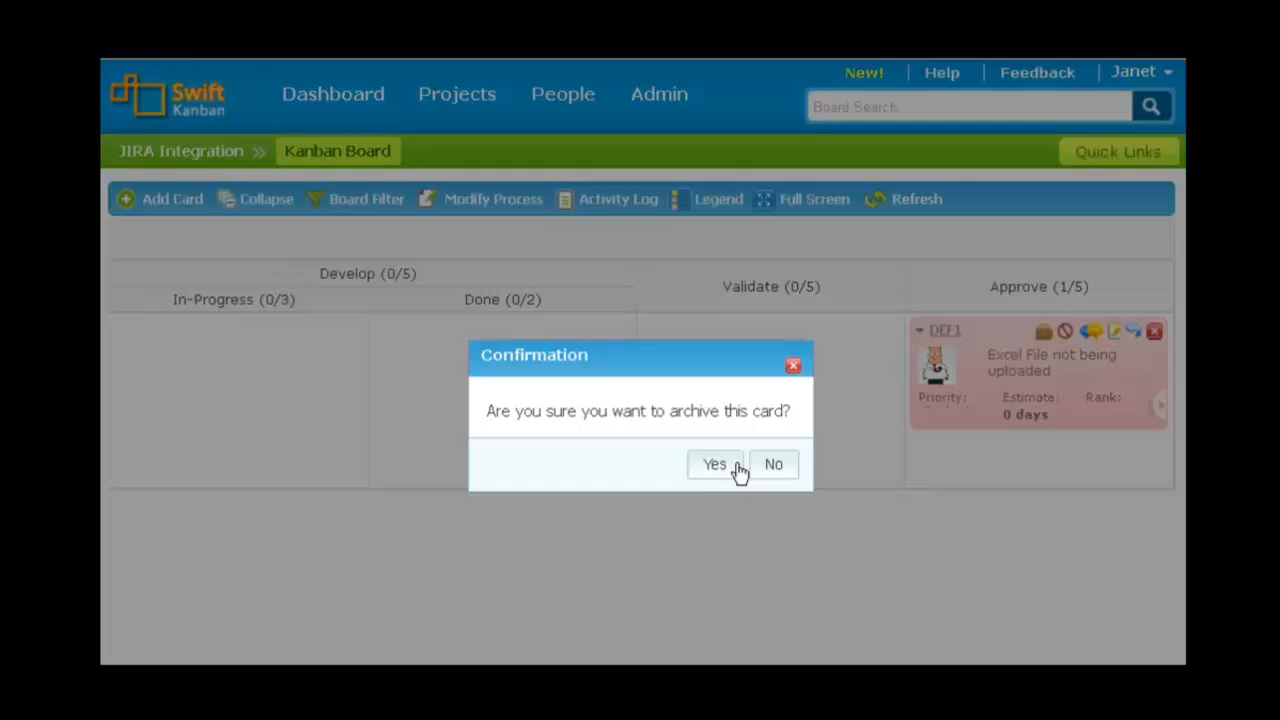 New! Help Feedback Janet
Swift
Kanban
Dashboard Projects People Admin
Board Search
JIRA Integration Kanban Board Quick Links
Add Card Collapse Board Filter Modify Process Activity Log Legend Full Screen Refresh
Develop (0/5)
In-Progress (0/3) Done (0/2)
Validate (0/5)
Approve (1/5)
DEF1
Excel File not being
uploaded
Priority: Estimate: Rank:
0 days
Confirmation
Are you sure you want to archive this card?
Yes No